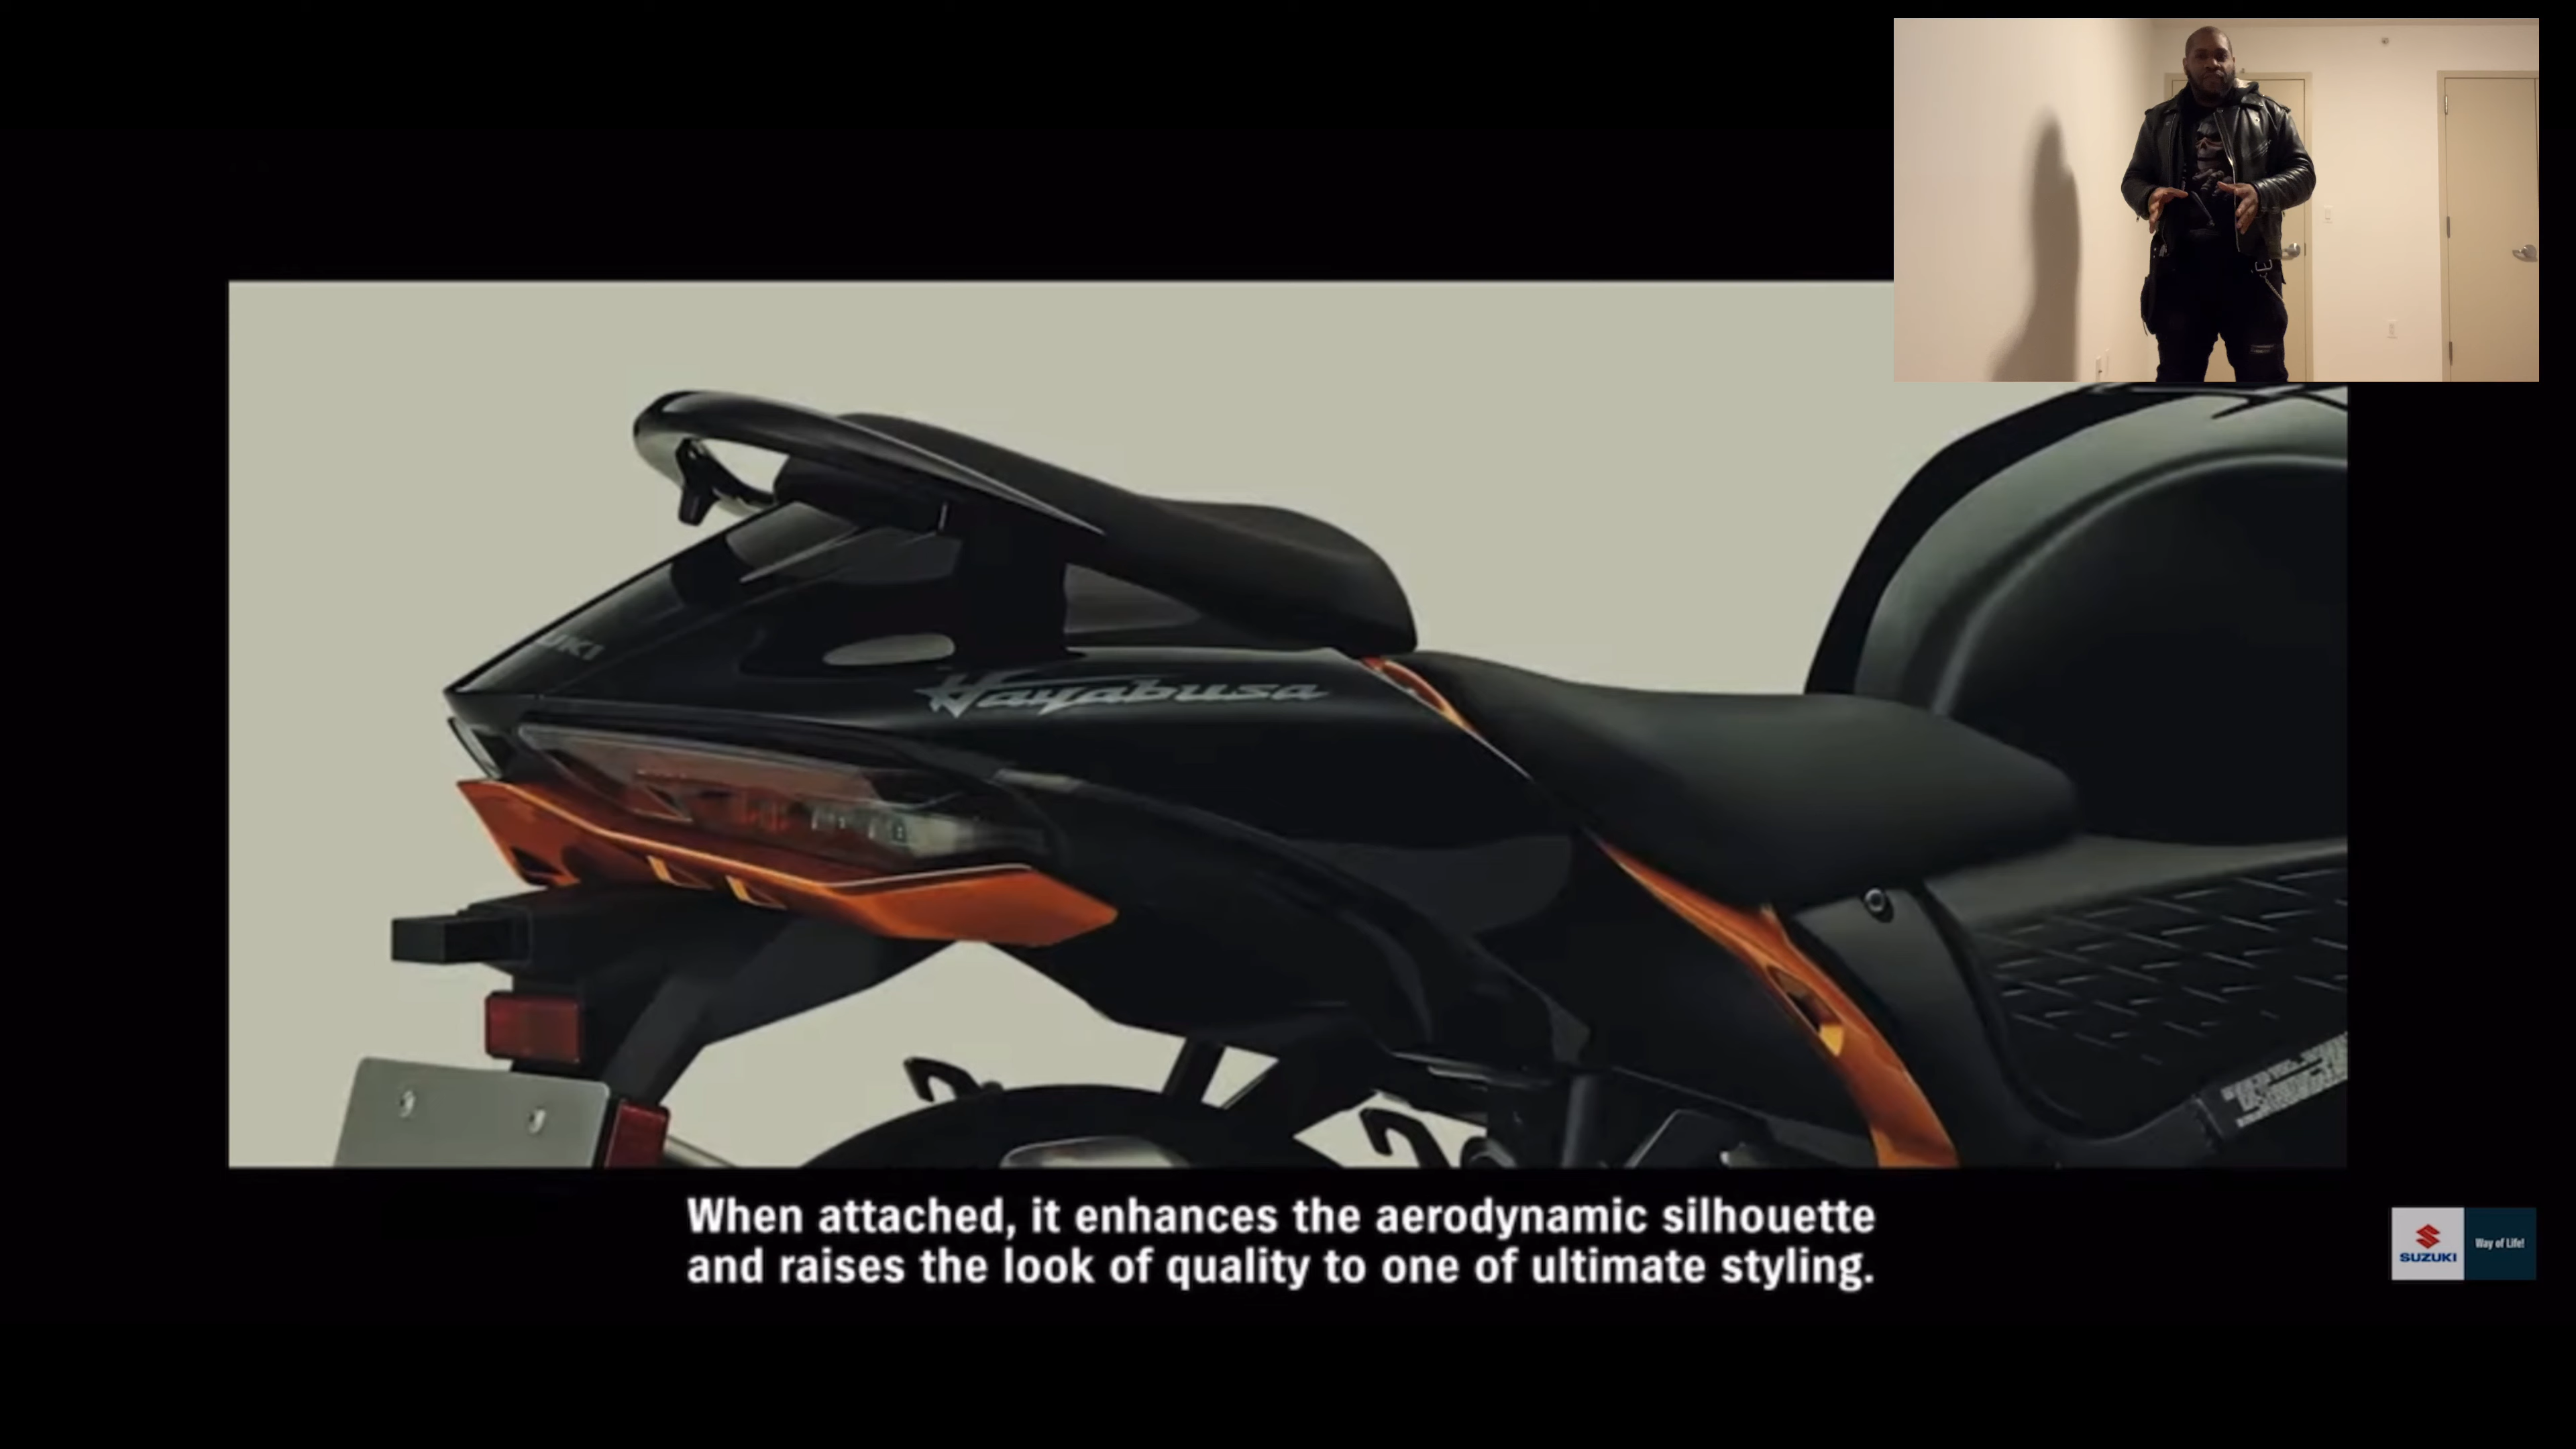 UKI
Hayabusa
When attached, it enhances the aerodynamic silhouette
and raises the look of quality to one of ultimate styling.
SUZUKI
Way of Life!